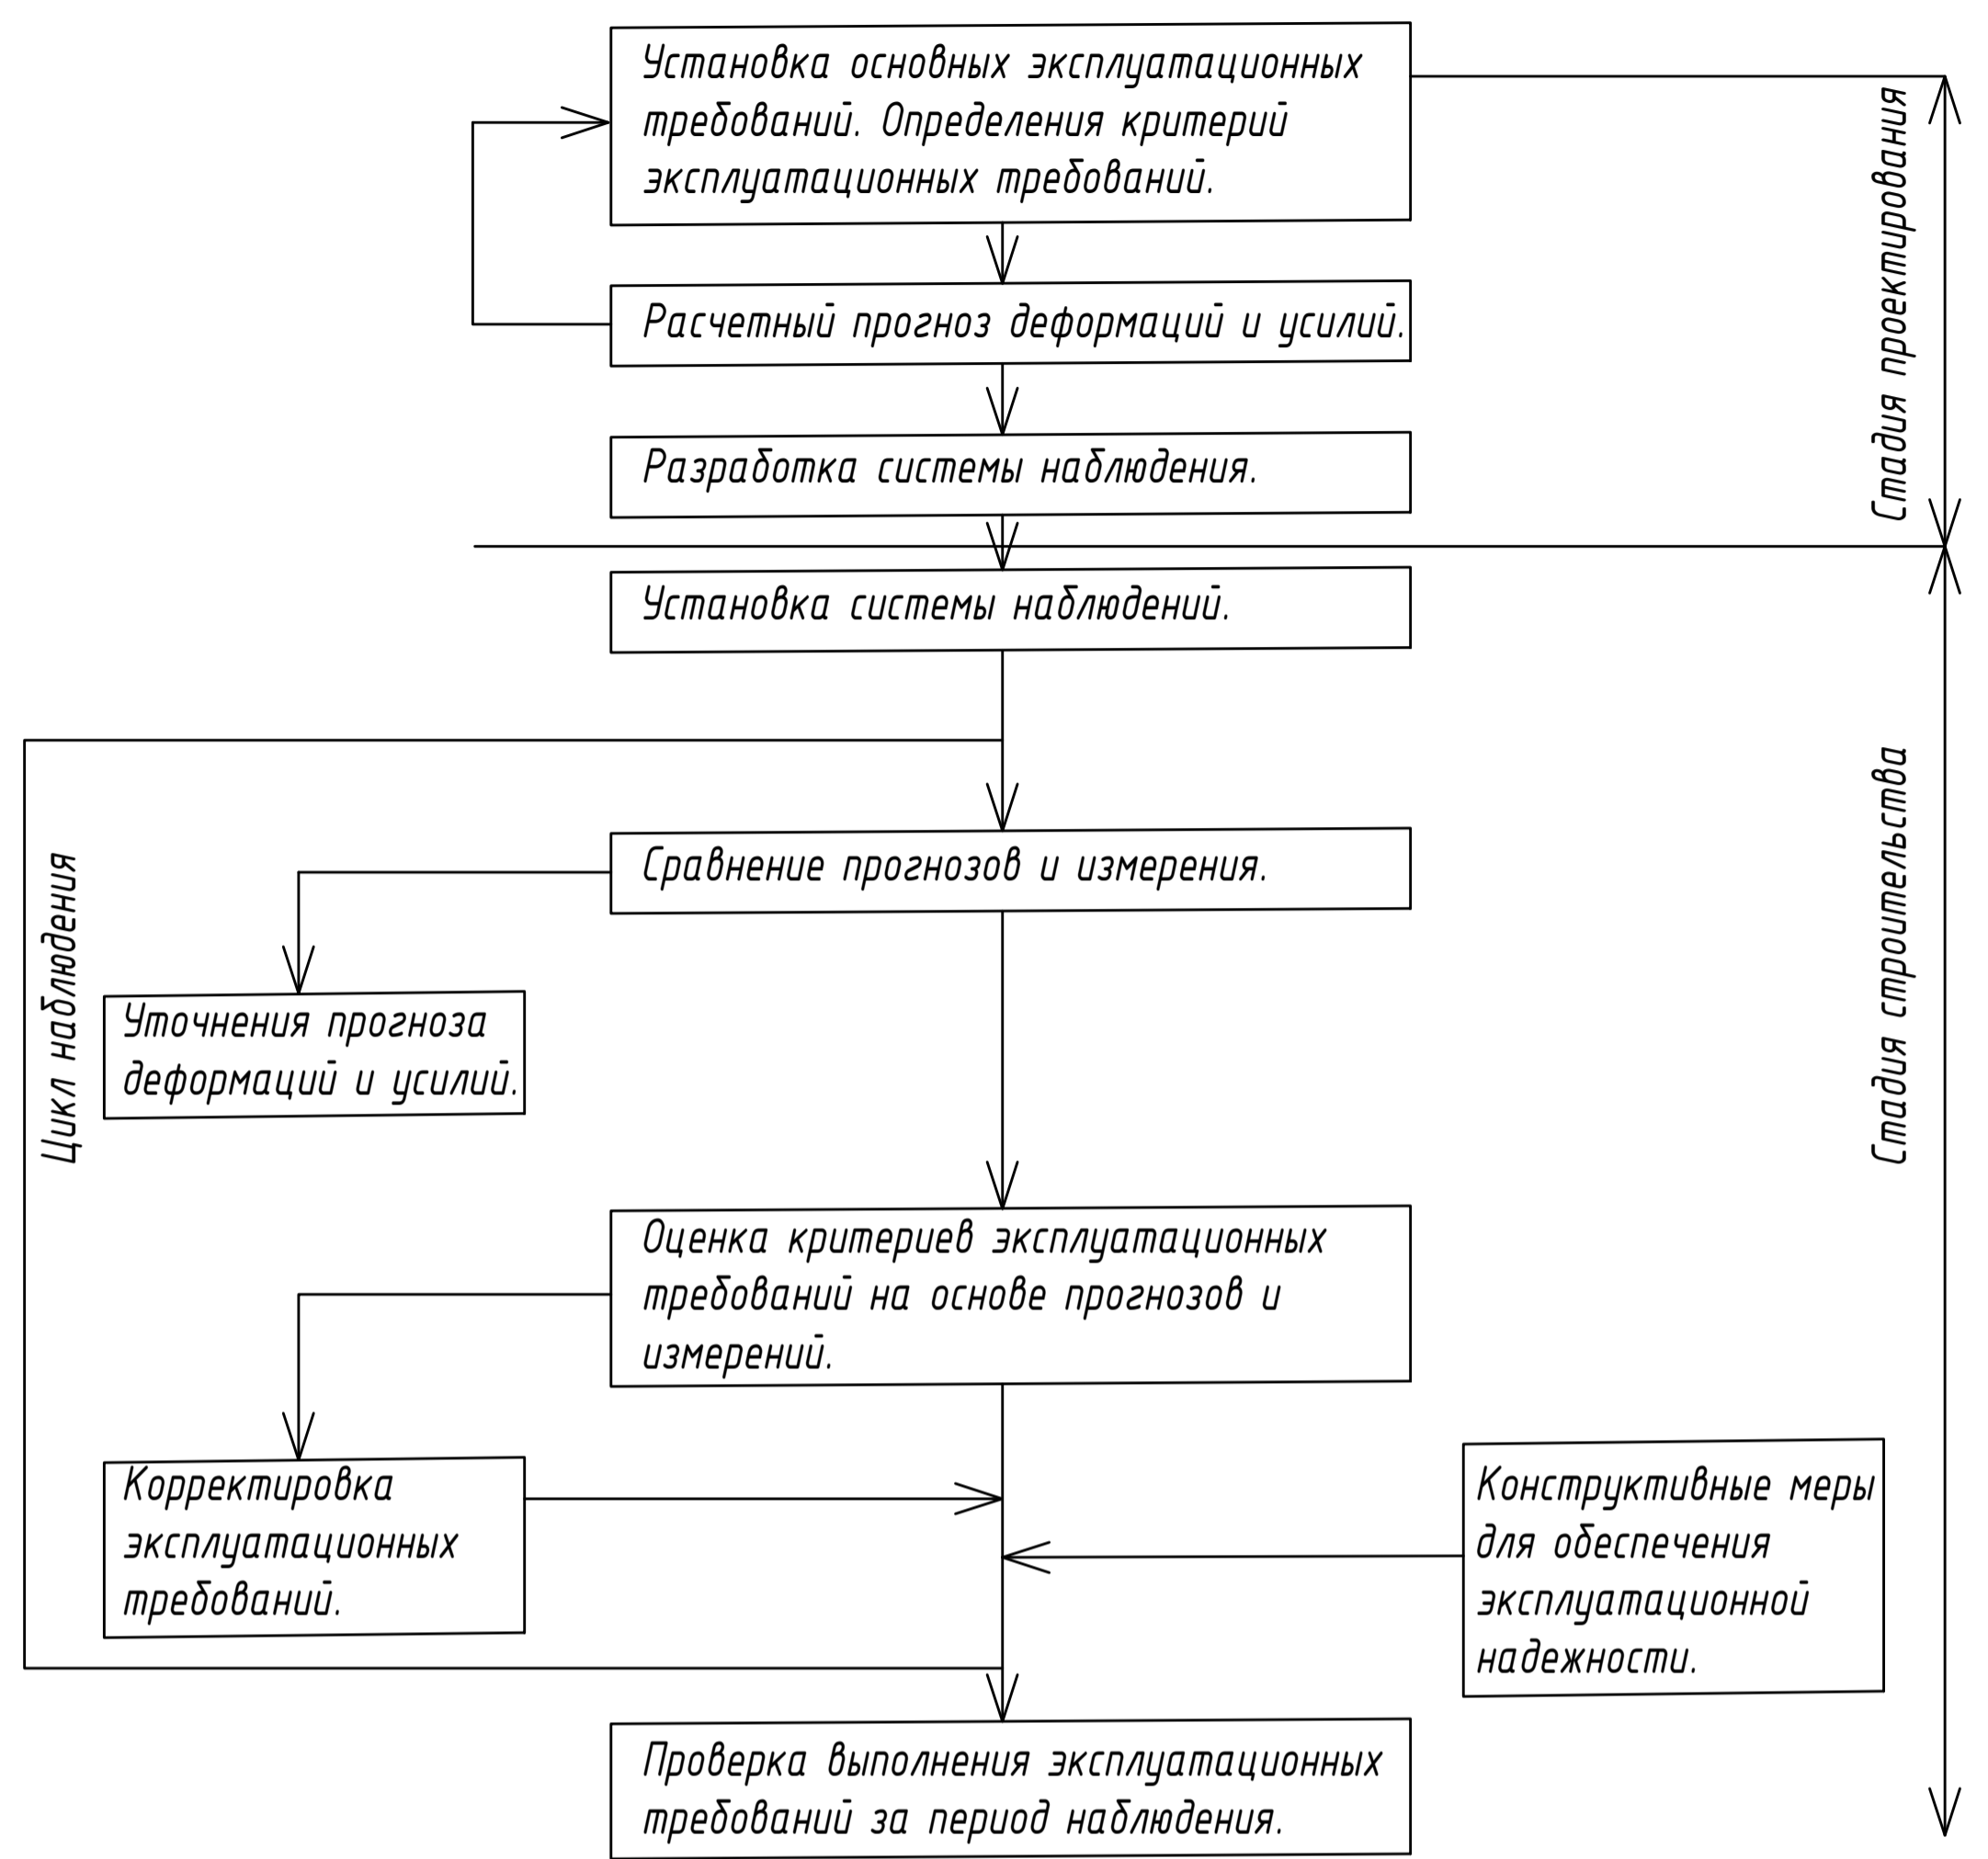 Установка основных эксплуатационных
требований. Определения критерий
эксплуатационных требований.
Расчетный прогноз деформаций и усилий.
Разработка системы наблюдения.
Стадия проектирования
Установка системы наблюдений.
Сравнение прогнозов и измерения.
Цикл наблюдения
Уточнения прогноза
деформаций и усилий.
Стадия строительства
Оценка критериев эксплуатационных
требований на основе прогнозов и
измерений.
Корректировка
эксплуатационных
требований.
Конструктивные меры
для обеспечения
эксплуатационной
надежности.
Проверка выполнения эксплуатационных
требований за период наблюдения.